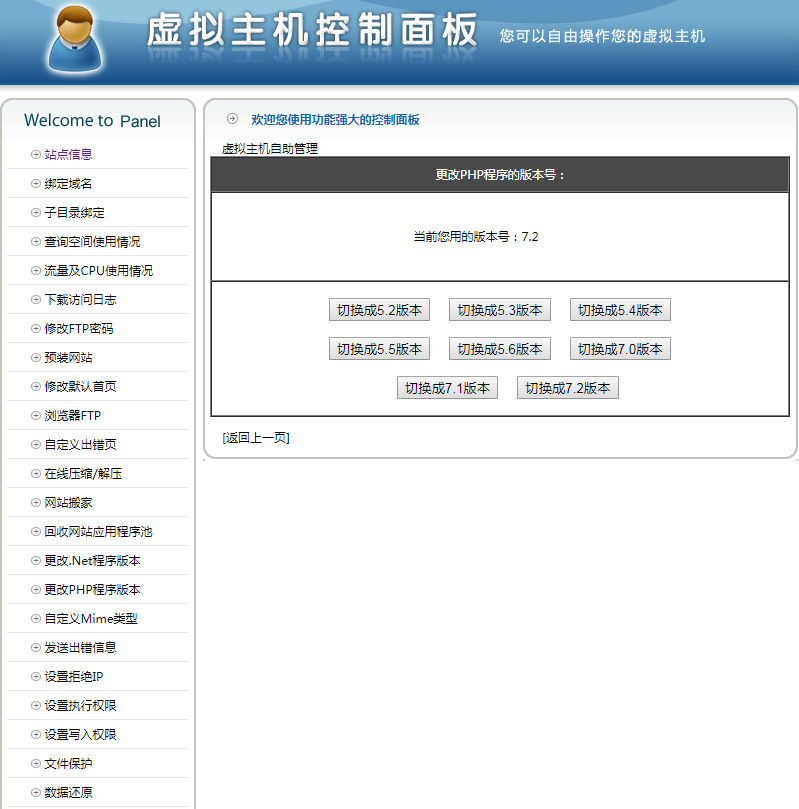 虚拟主机控制面板 您可以自由操作您的虚拟主机
Welcome to Panel
站点信息
绑定域名
子目录绑定
查询空间使用情况
流量及CPU使用情况
下载访问日志
修改FTP密码
预装网站
修改默认首页
浏览器FTP
自定义出错页
在线压缩/解压
网站搬家
回收网站应用程序池
更改.Net程序版本
更改PHP程序版本
自定义Mime类型
发送出错信息
设置拒绝IP
设置执行权限
设置写入权限
文件保护
数据还原
欢迎您使用功能强大的控制面板
虚拟主机自助管理
更改PHP程序的版本号：
当前您用的版本号：7.2
切换成5.2版本 切换成5.3版本 切换成5.4版本
切换成5.5版本 切换成5.6版本 切换成7.0版本
切换成7.1版本 切换成7.2版本
[返回上一页]